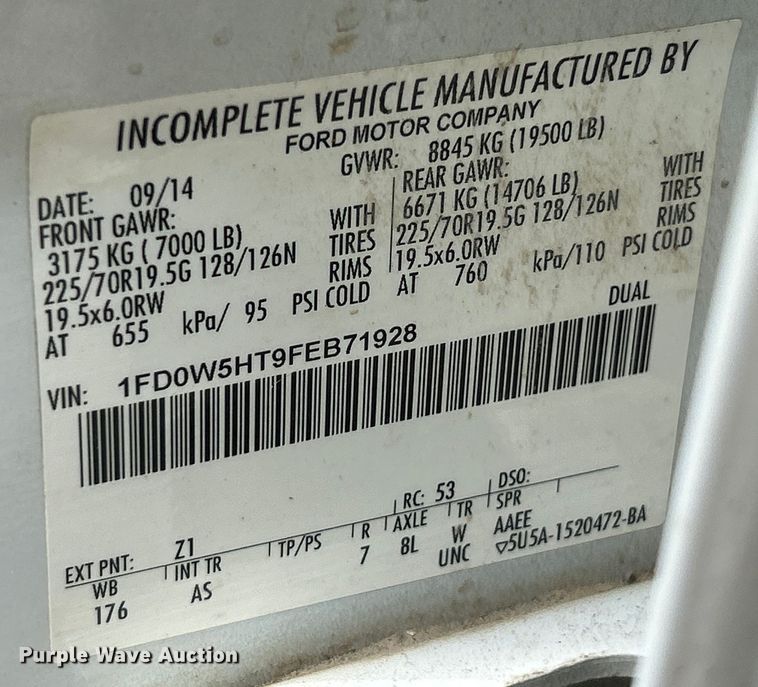 INCOMPLETE VEHICLE MANUFACTURED BY
FORD MOTOR COMPANY
DATE: 09/14 GVWR: 8845 KG (19500 LB)
FRONT GAWR:
3175 KG ( 7000 LB) WITH
225/70R19.5G 128/126N TIRES
19.5x6.0RW RIMS
AT 655 kPa/ 95 PSI COLD
REAR GAWR:
6671 KG (14706 LB) WITH
225/70R19.5G 128/126N TIRES
19.5x6.0RW RIMS
AT 760 kPa/110 PSI COLD
DUAL
VIN: 1FD0W5HT9FEB71928
EXT PNT: Z1 RC: 53 DSO:
WB INT TR TP/PS R AXLE TR SPR
176 AS 7 8L W AAEE
UNC ▽5U5A-1520472-BA
Purple Wave Auction